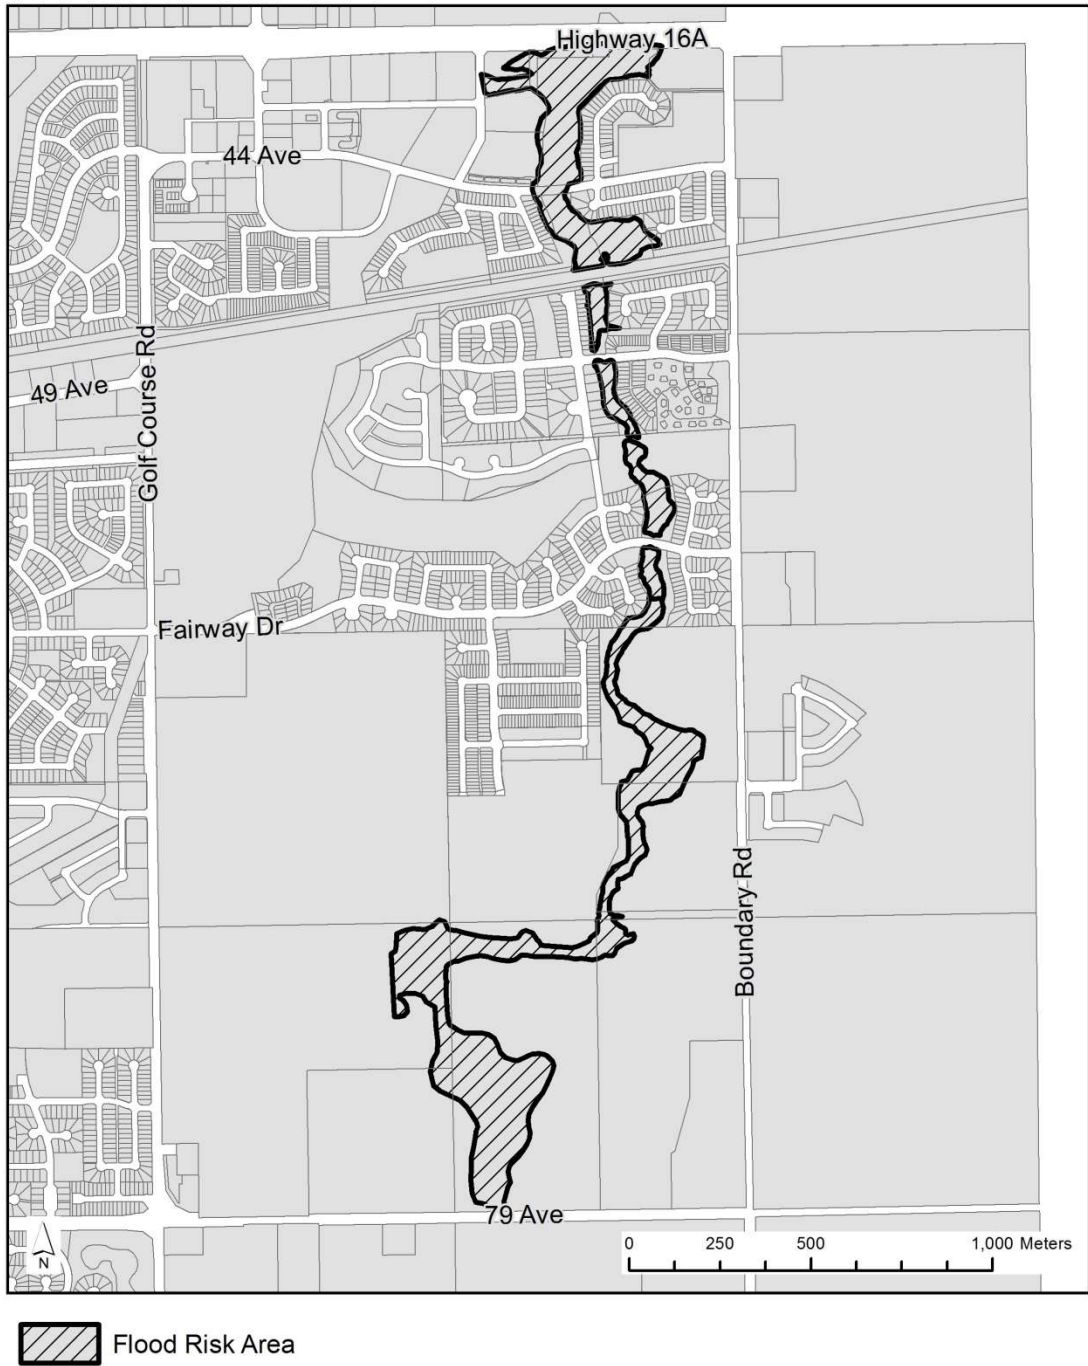 Highway 16A
44 Ave
49 Ave
Golf Course Rd
Fairway Dr
Boundary Rd
79 Ave
0 250 500 1,000 Meters
N
Flood Risk Area